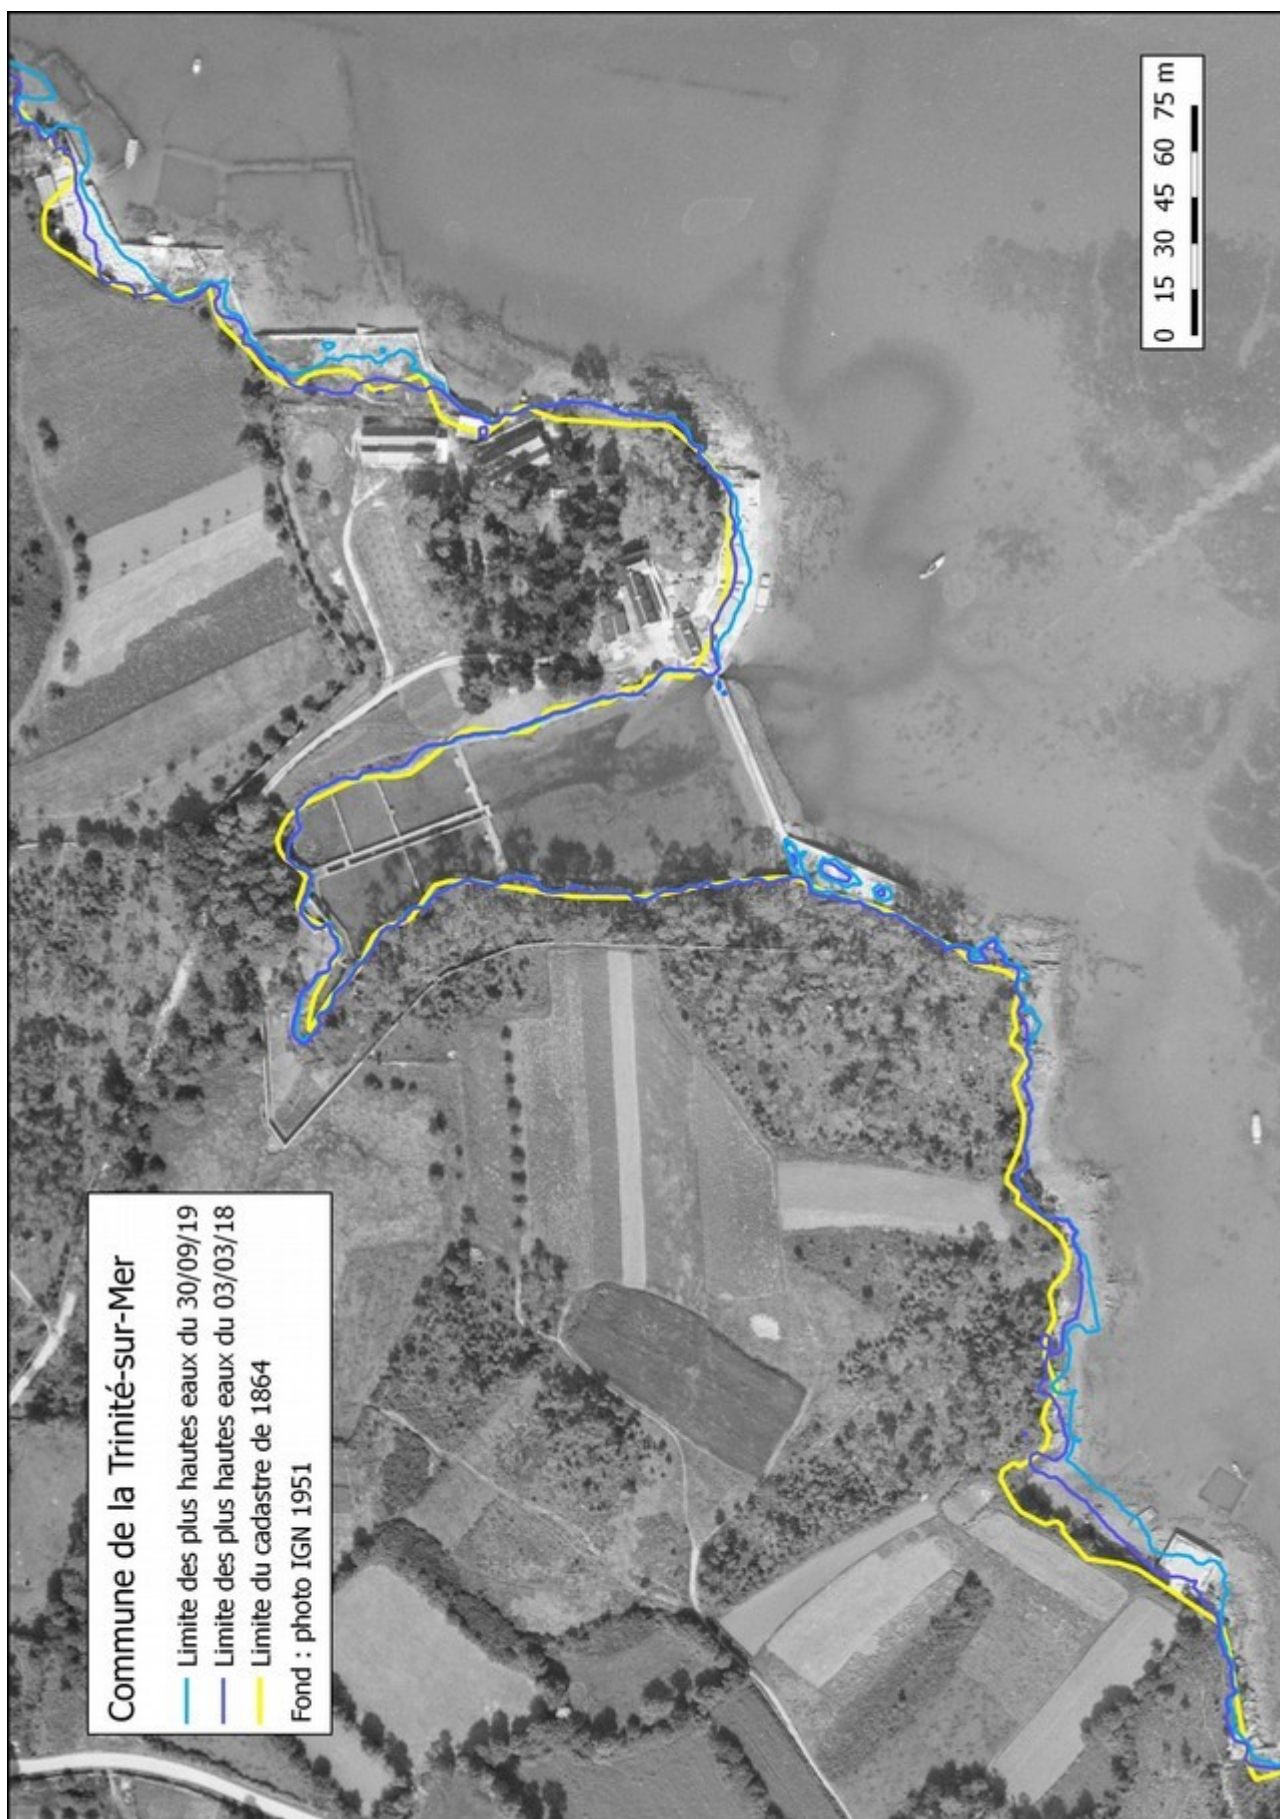 Commune de la Trinité-sur-Mer
Limite des plus hautes eaux du 30/09/19
Limite des plus hautes eaux du 03/03/18
Limite du cadastre de 1864
Fond : photo IGN 1951
0 15 30 45 60 75 m